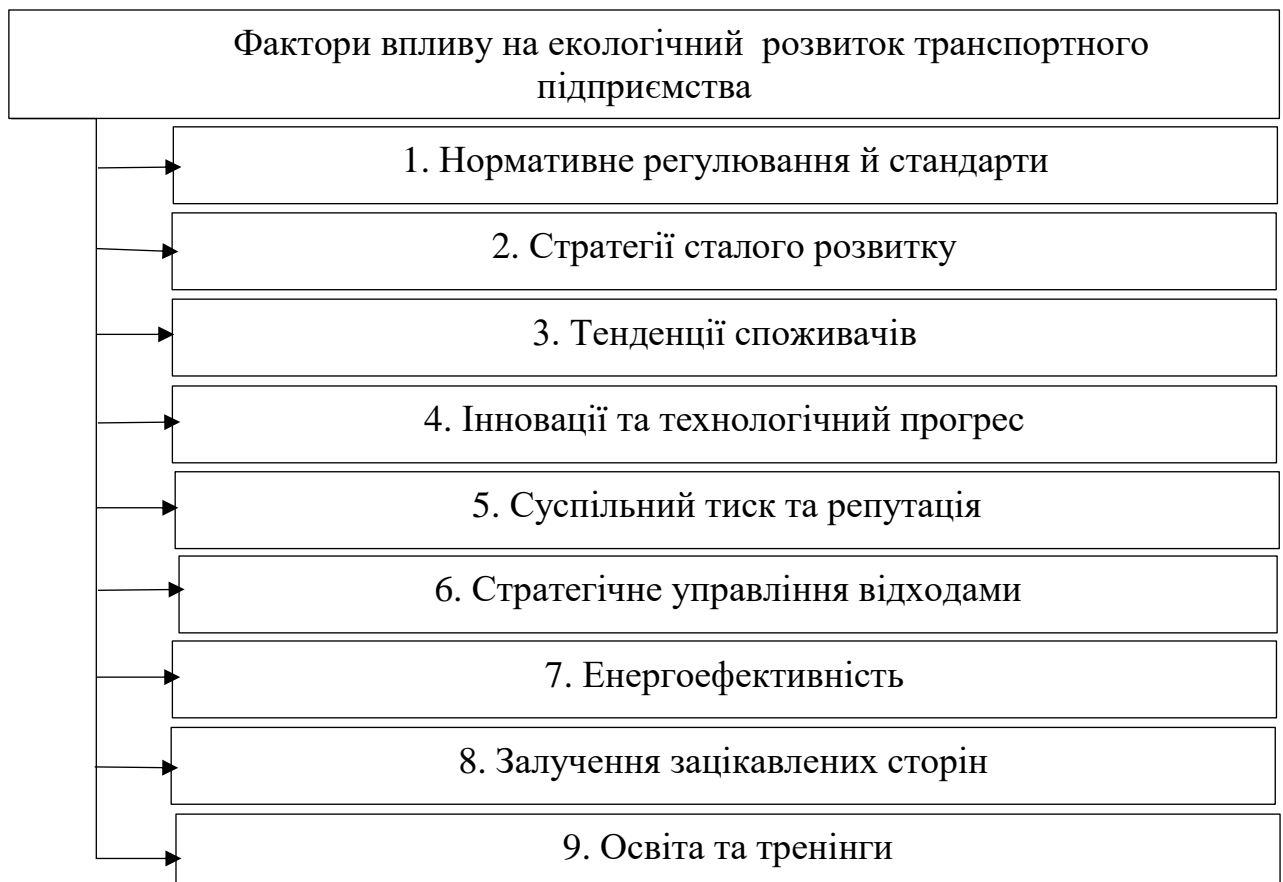 Фактори впливу на екологічний розвиток транспортного
підприємства
1. Нормативне регулювання й стандарти
2. Стратегії сталого розвитку
3. Тенденції споживачів
4. Інновації та технологічний прогрес
5. Суспільний тиск та репутація
6. Стратегічне управління відходами
7. Енергоефективність
8. Залучення зацікавлених сторін
9. Освіта та тренінги